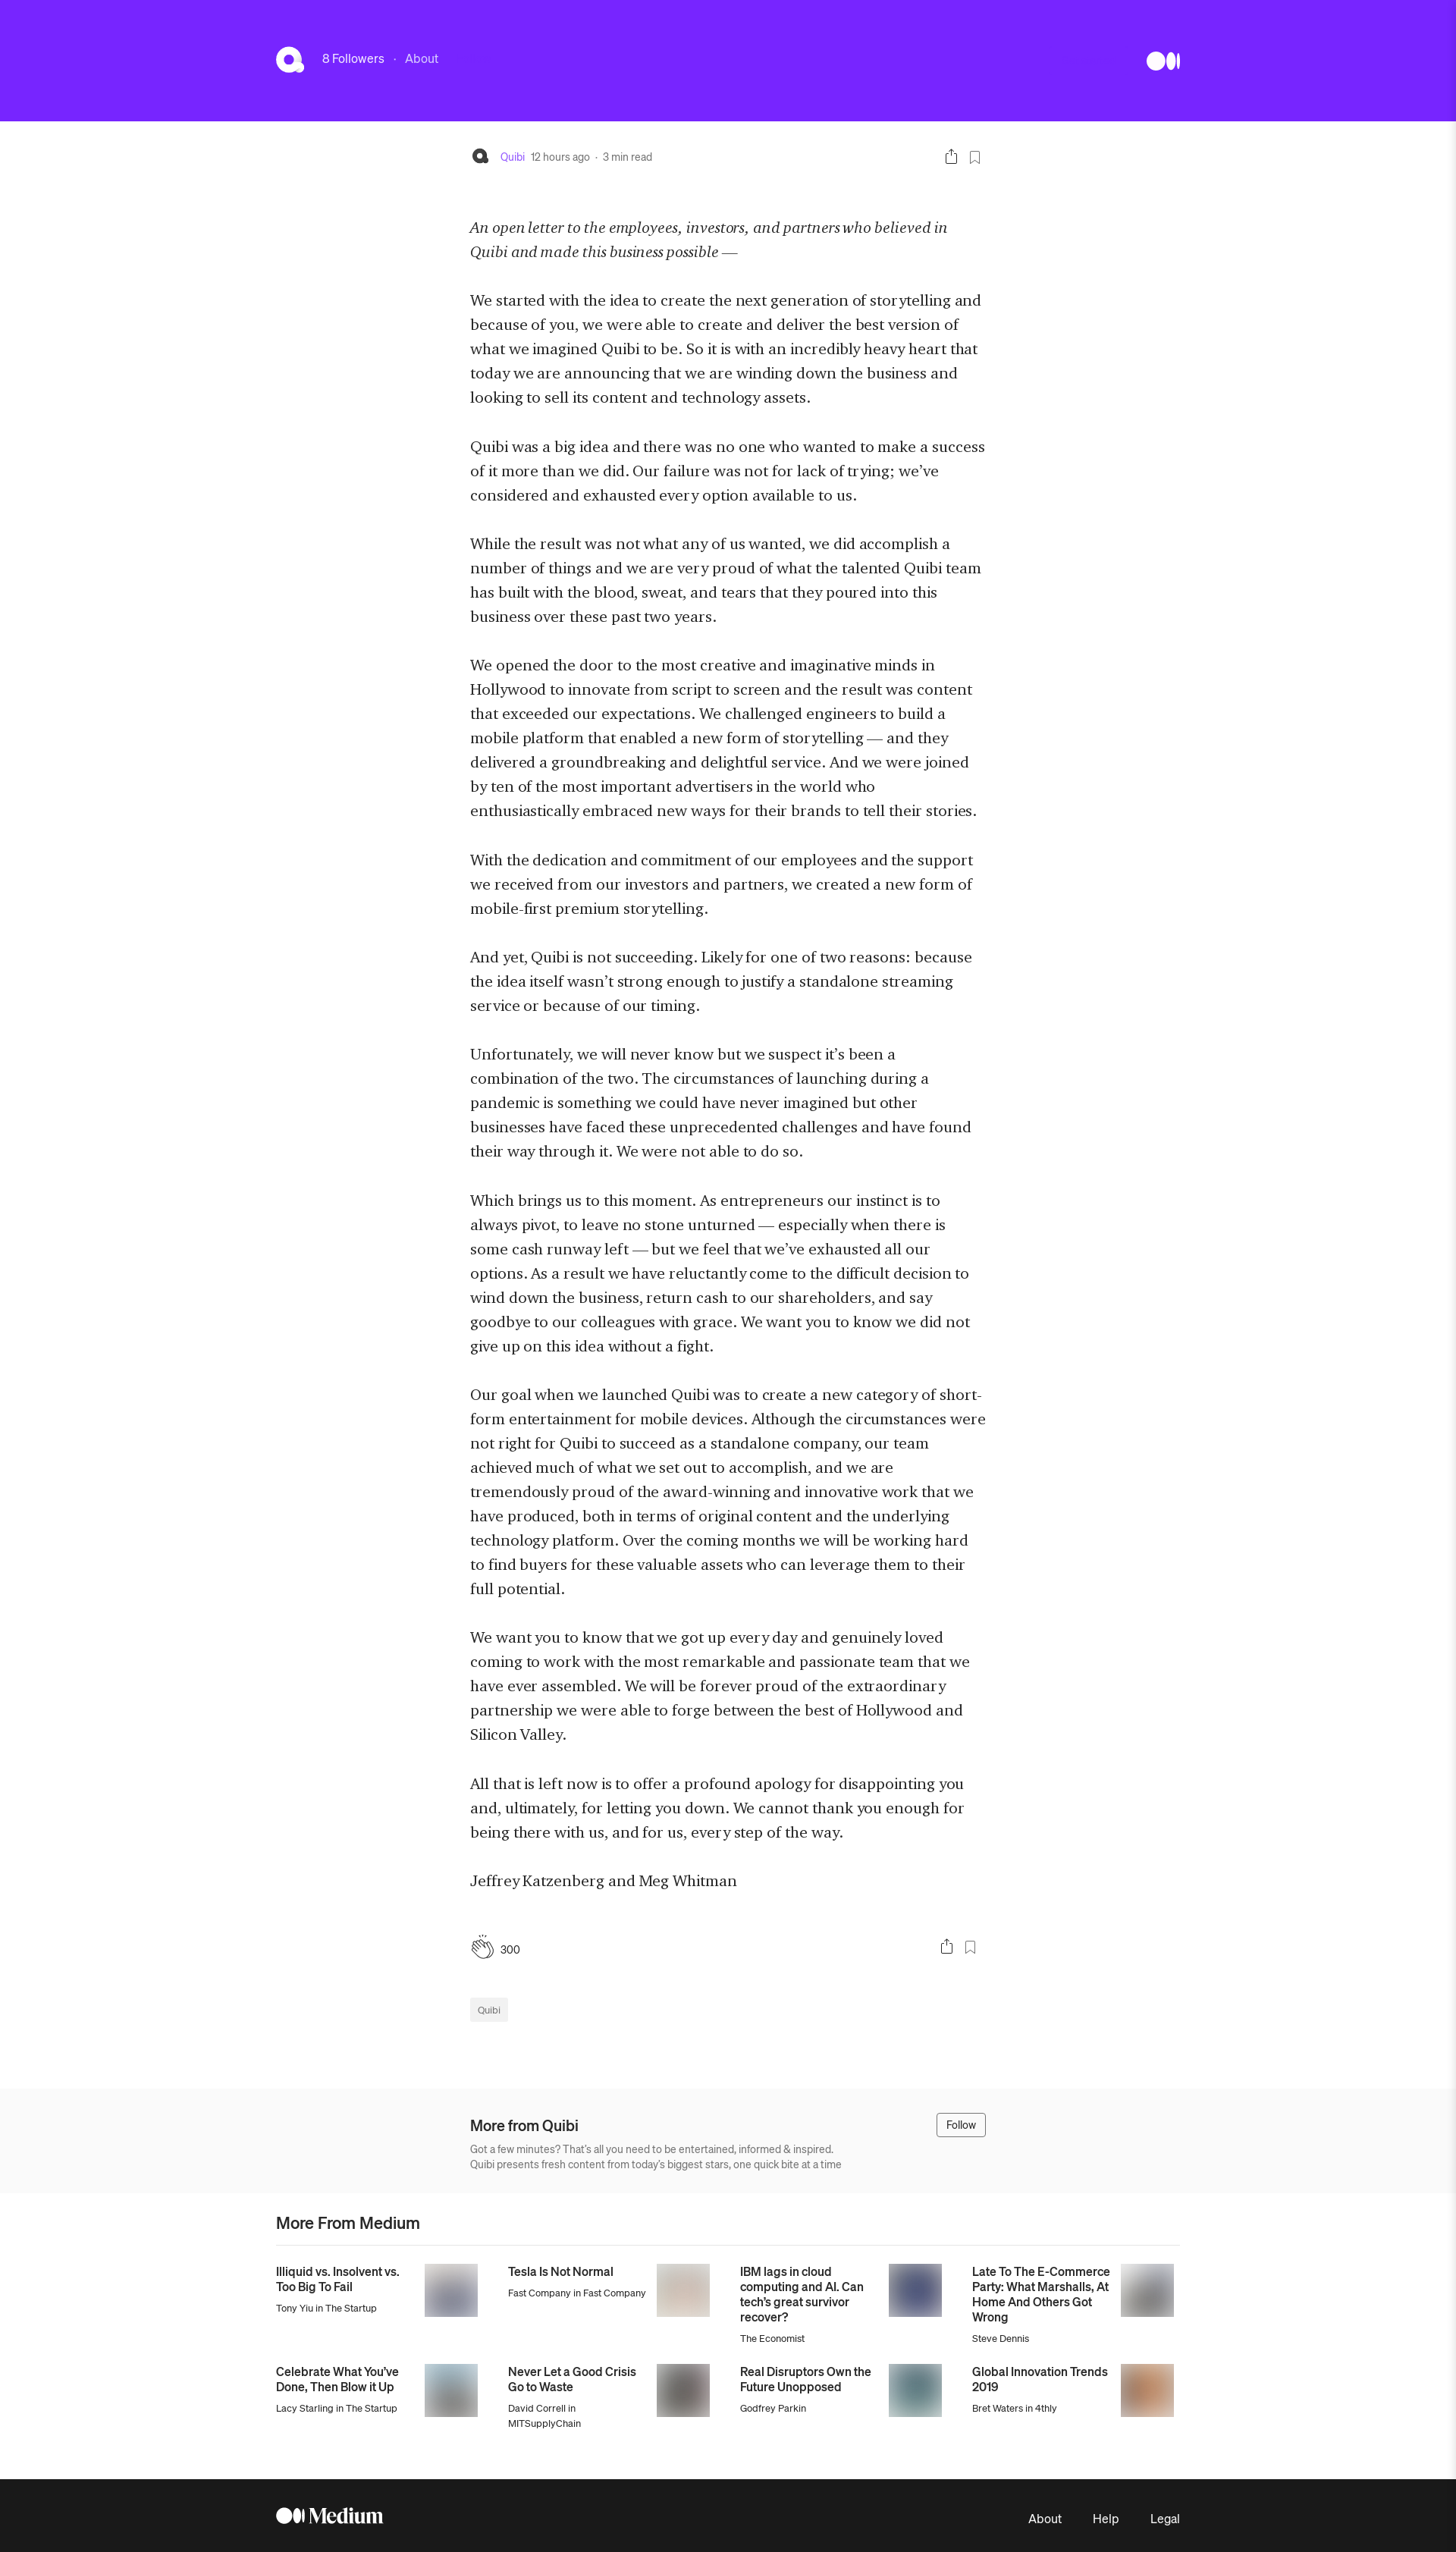 8 Followers · About
Quibi 12 hours ago · 3 min read
An open letter to the employees, investors, and partners who believed in
Quibi and made this business possible —
We started with the idea to create the next generation of storytelling and
because of you, we were able to create and deliver the best version of
what we imagined Quibi to be. So it is with an incredibly heavy heart that
today we are announcing that we are winding down the business and
looking to sell its content and technology assets.
Quibi was a big idea and there was no one who wanted to make a success
of it more than we did. Our failure was not for lack of trying; we’ve
considered and exhausted every option available to us.
While the result was not what any of us wanted, we did accomplish a
number of things and we are very proud of what the talented Quibi team
has built with the blood, sweat, and tears that they poured into this
business over these past two years.
We opened the door to the most creative and imaginative minds in
Hollywood to innovate from script to screen and the result was content
that exceeded our expectations. We challenged engineers to build a
mobile platform that enabled a new form of storytelling — and they
delivered a groundbreaking and delightful service. And we were joined
by ten of the most important advertisers in the world who
enthusiastically embraced new ways for their brands to tell their stories.
With the dedication and commitment of our employees and the support
we received from our investors and partners, we created a new form of
mobile-first premium storytelling.
And yet, Quibi is not succeeding. Likely for one of two reasons: because
the idea itself wasn’t strong enough to justify a standalone streaming
service or because of our timing.
Unfortunately, we will never know but we suspect it’s been a
combination of the two. The circumstances of launching during a
pandemic is something we could have never imagined but other
businesses have faced these unprecedented challenges and have found
their way through it. We were not able to do so.
Which brings us to this moment. As entrepreneurs our instinct is to
always pivot, to leave no stone unturned — especially when there is
some cash runway left — but we feel that we’ve exhausted all our
options. As a result we have reluctantly come to the difficult decision to
wind down the business, return cash to our shareholders, and say
goodbye to our colleagues with grace. We want you to know we did not
give up on this idea without a fight.
Our goal when we launched Quibi was to create a new category of short-
form entertainment for mobile devices. Although the circumstances were
not right for Quibi to succeed as a standalone company, our team
achieved much of what we set out to accomplish, and we are
tremendously proud of the award-winning and innovative work that we
have produced, both in terms of original content and the underlying
technology platform. Over the coming months we will be working hard
to find buyers for these valuable assets who can leverage them to their
full potential.
We want you to know that we got up every day and genuinely loved
coming to work with the most remarkable and passionate team that we
have ever assembled. We will be forever proud of the extraordinary
partnership we were able to forge between the best of Hollywood and
Silicon Valley.
All that is left now is to offer a profound apology for disappointing you
and, ultimately, for letting you down. We cannot thank you enough for
being there with us, and for us, every step of the way.
Jeffrey Katzenberg and Meg Whitman
300
Quibi
More from Quibi
Follow
Got a few minutes? That’s all you need to be entertained, informed & inspired.
Quibi presents fresh content from today’s biggest stars, one quick bite at a time
More From Medium
Illiquid vs. Insolvent vs.
Too Big To Fail
Tony Yiu in The Startup
Tesla Is Not Normal
Fast Company in Fast Company
IBM lags in cloud
computing and AI. Can
tech’s great survivor
recover?
The Economist
Late To The E-Commerce
Party: What Marshalls, At
Home And Others Got
Wrong
Steve Dennis
Celebrate What You’ve
Done, Then Blow it Up
Lacy Starling in The Startup
Never Let a Good Crisis
Go to Waste
David Correll in
MITSupplyChain
Real Disruptors Own the
Future Unopposed
Godfrey Parkin
Global Innovation Trends
2019
Bret Waters in 4thly
Medium
About Help Legal